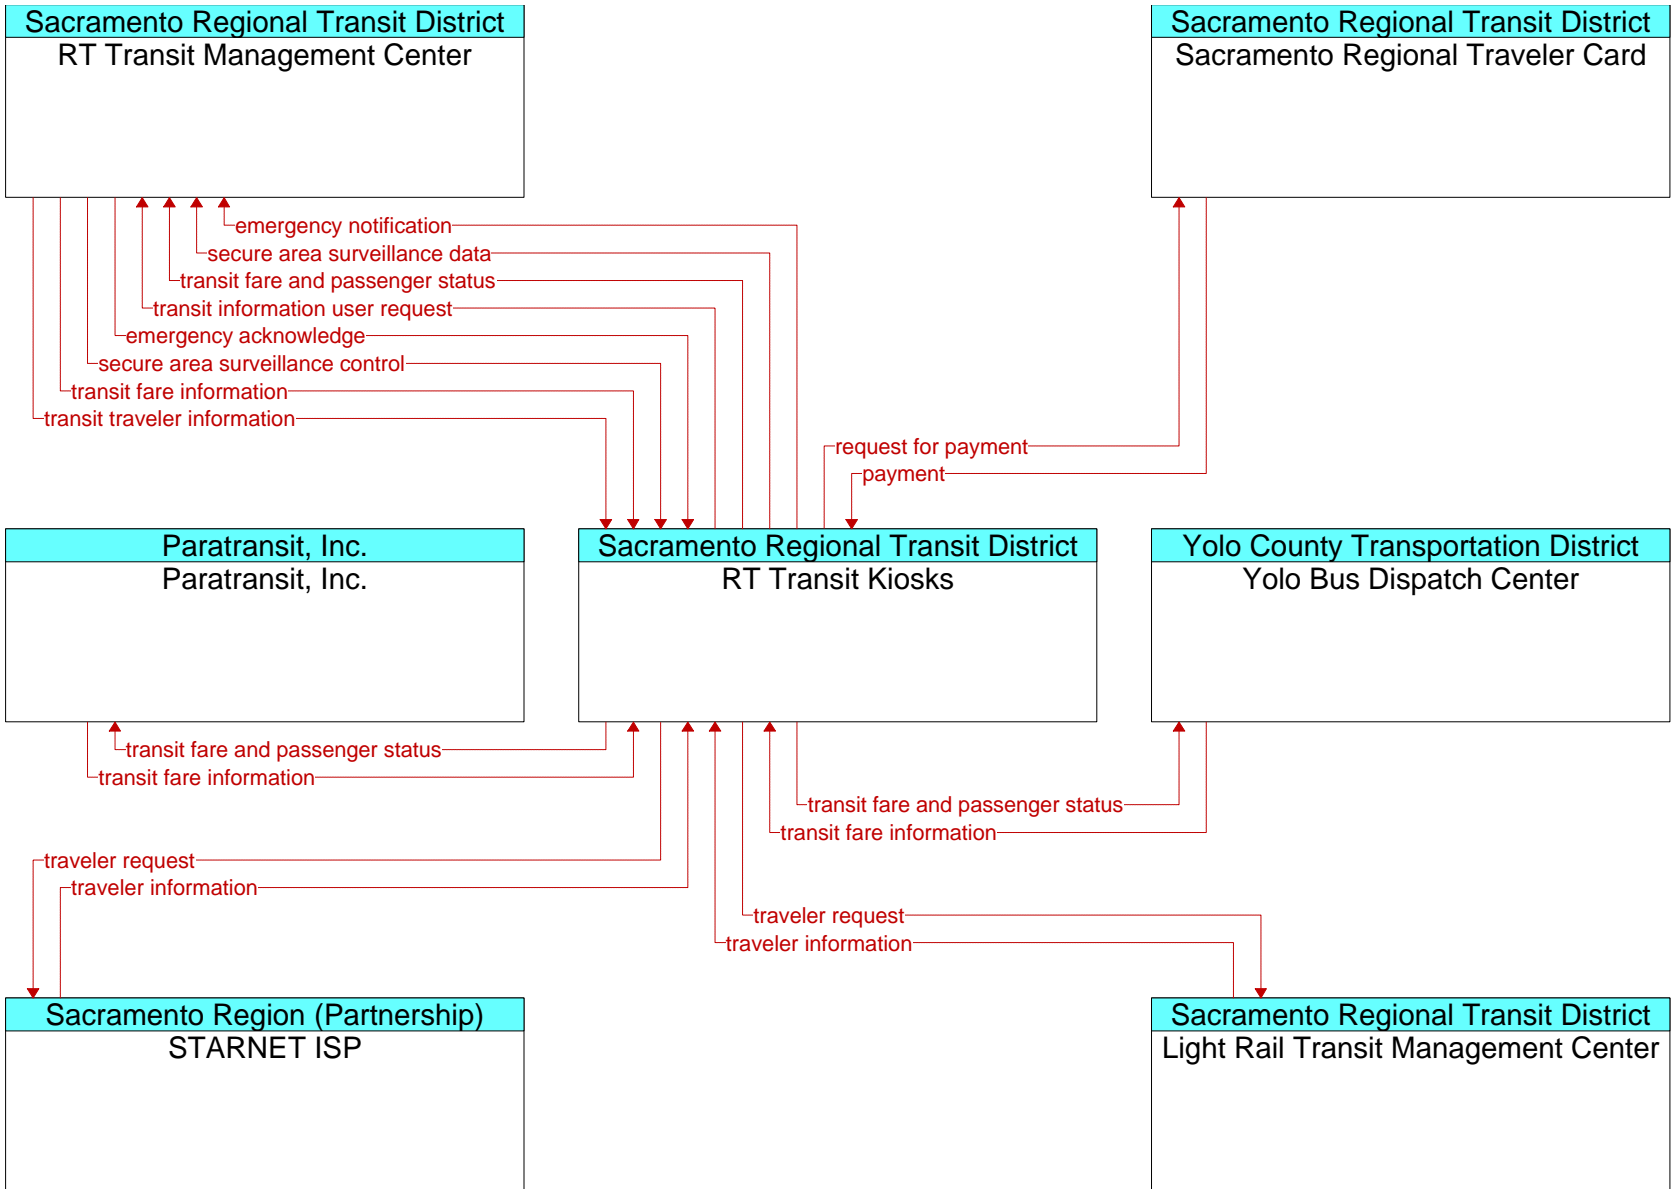 Sacramento Regional Transit District
RT Transit Management Center
Sacramento Regional Transit District
Sacramento Regional Traveler Card
emergency notification
secure area surveillance data
transit fare and passenger status
transit information user request
emergency acknowledge
secure area surveillance control
transit fare information
transit traveler information
request for payment
payment
Paratransit, Inc.
Paratransit, Inc.
Sacramento Regional Transit District
RT Transit Kiosks
Yolo County Transportation District
Yolo Bus Dispatch Center
transit fare and passenger status
transit fare information
transit fare and passenger status
transit fare information
traveler request
traveler information
traveler request
traveler information
Sacramento Region (Partnership)
STARNET ISP
Sacramento Regional Transit District
Light Rail Transit Management Center